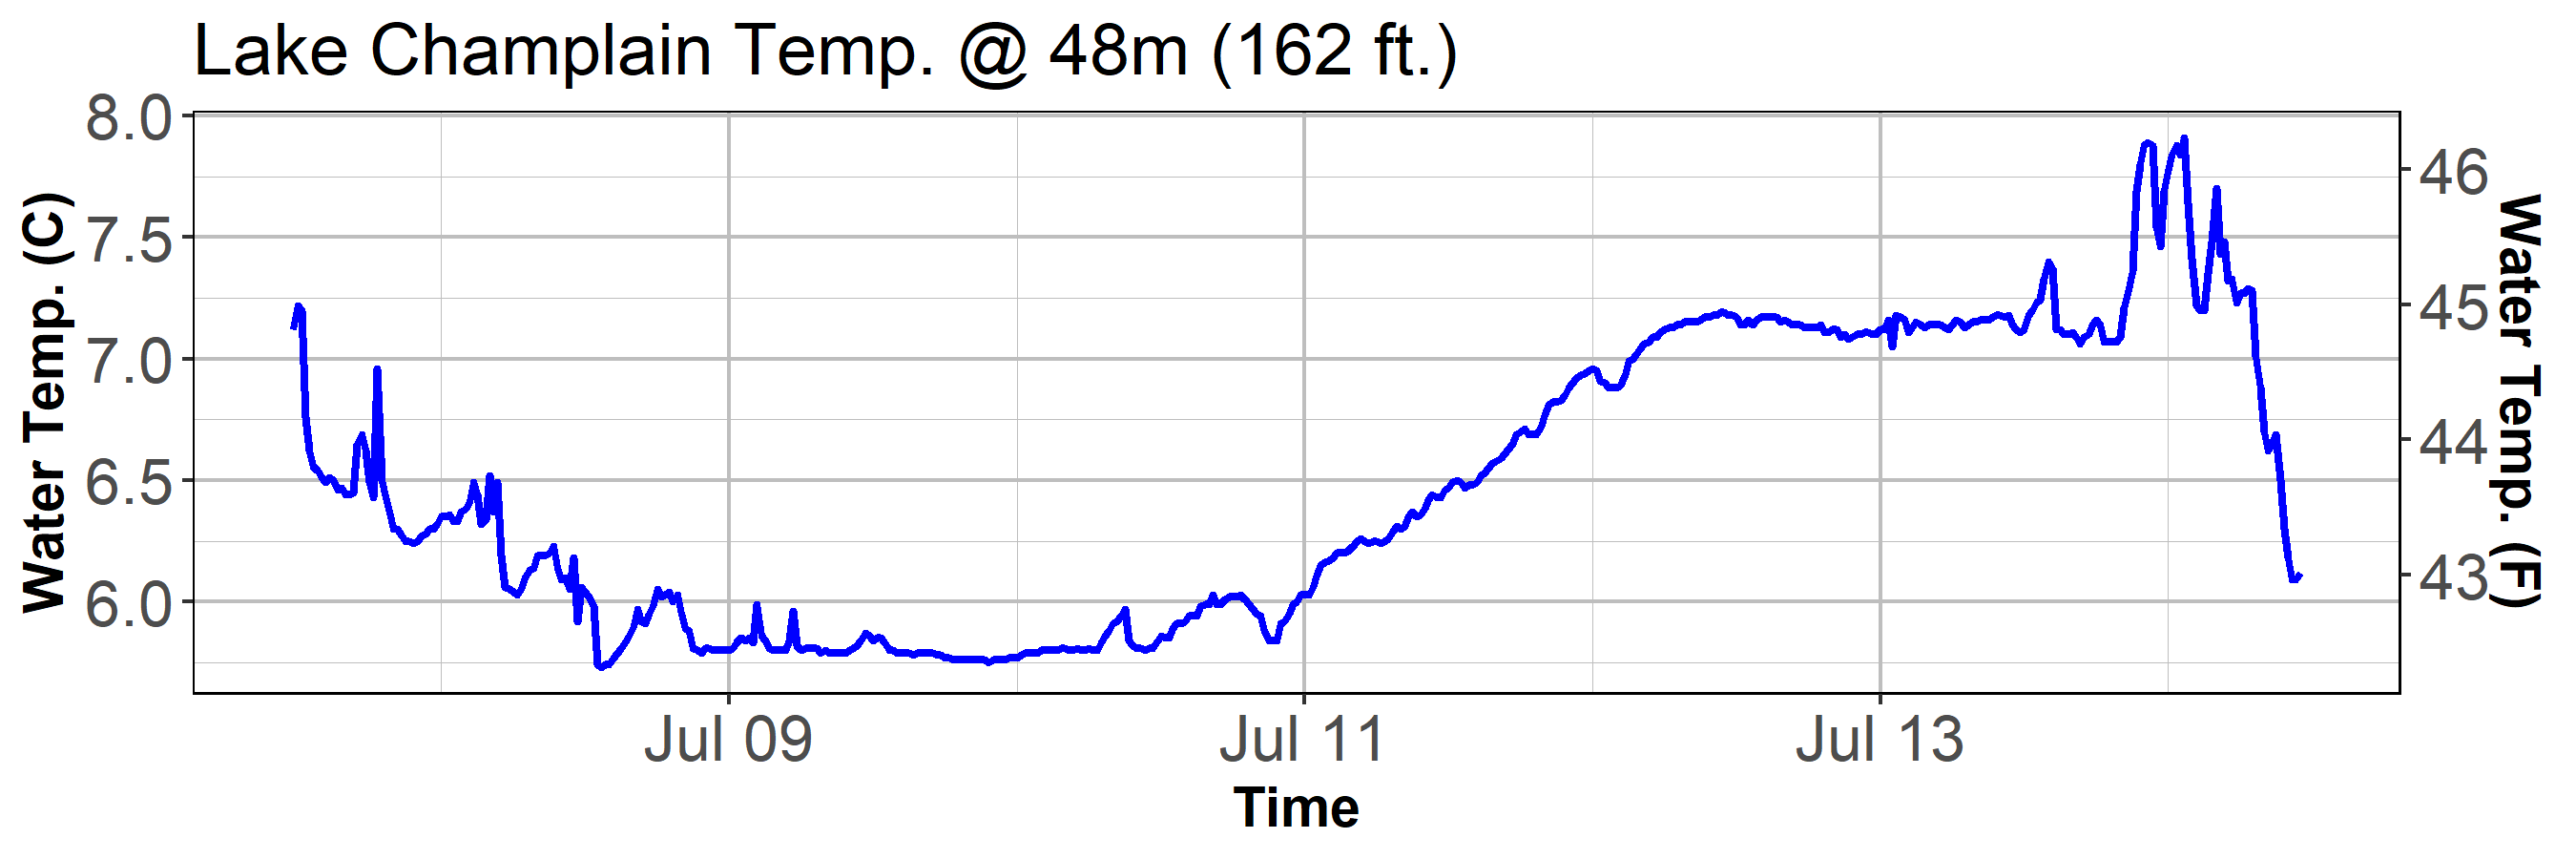 Lake Champlain Temp. @ 48m (162 ft.)
Water Temp. (C)
8.0
7.5
7.0
6.5
6.0
46
45
44
43
Water Temp. (F)
Jul 09
Jul 11
Jul 13
Time